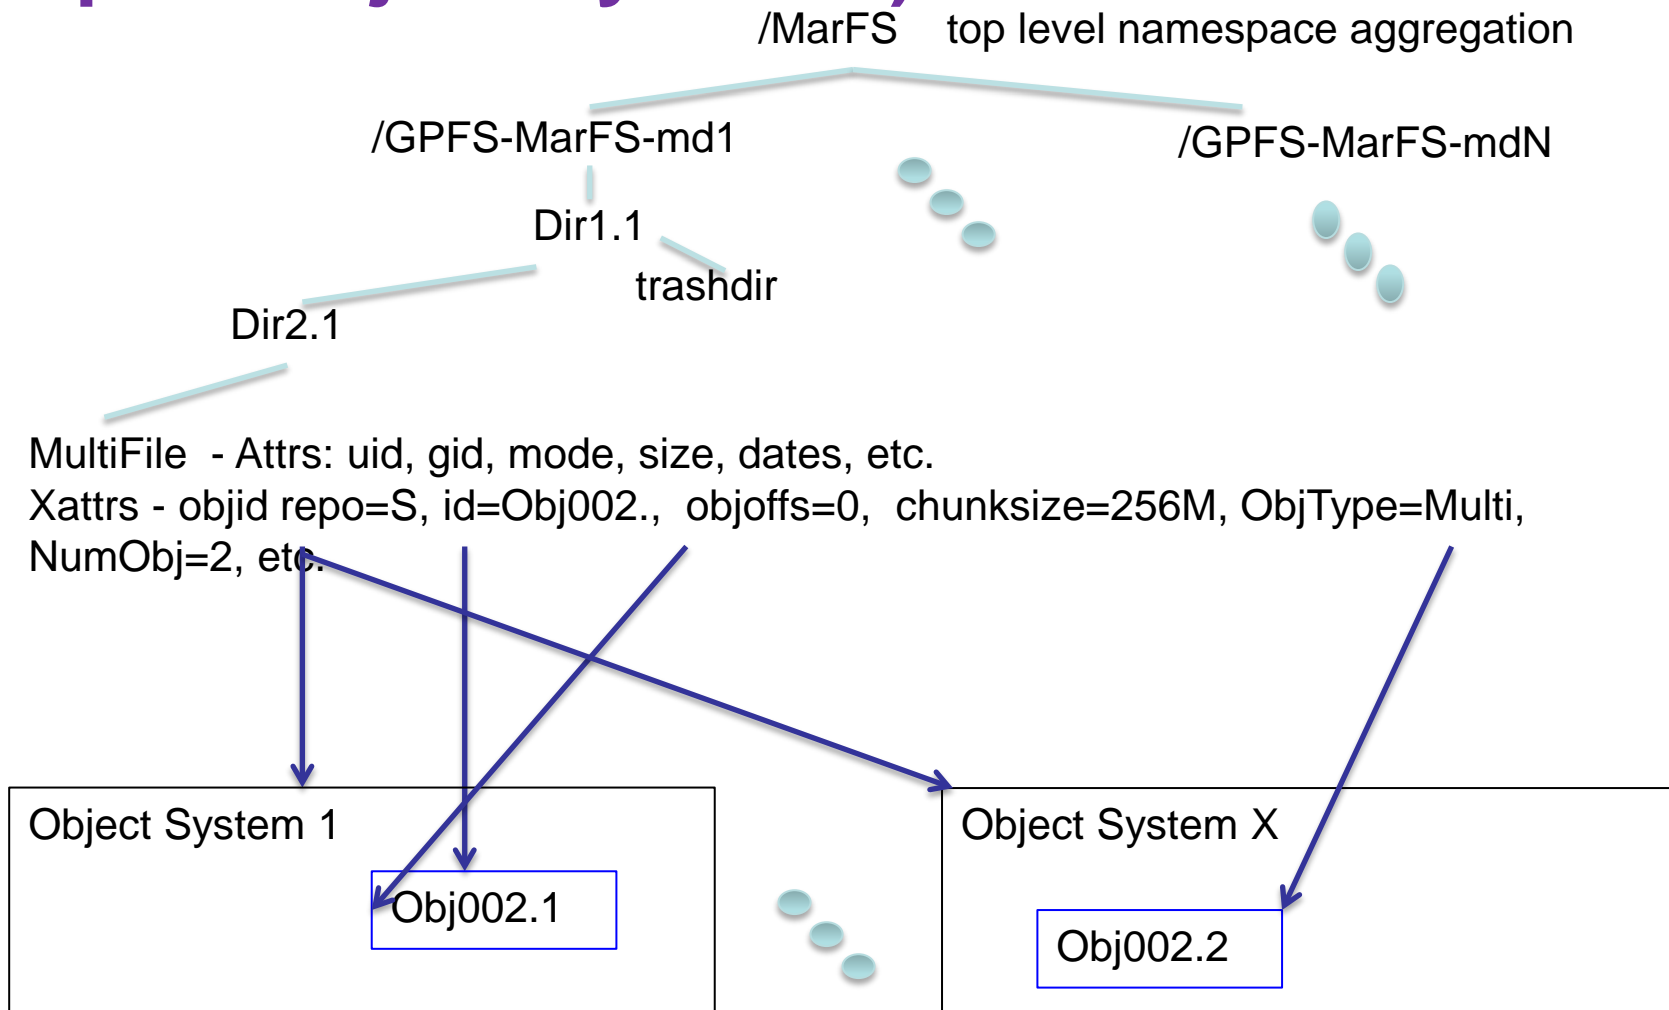 /MarFS top level namespace aggregation
/GPFS-MarFS-md1
/GPFS-MarFS-mdN
Dir1.1
trashdir
Dir2.1
MultiFile - Attrs: uid, gid, mode, size, dates, etc.
Xattrs - objid repo=S, id=Obj002., objoffs=0, chunksize=256M, ObjType=Multi,
NumObj=2, etc.
Object System 1
Object System X
Obj002.1
Obj002.2